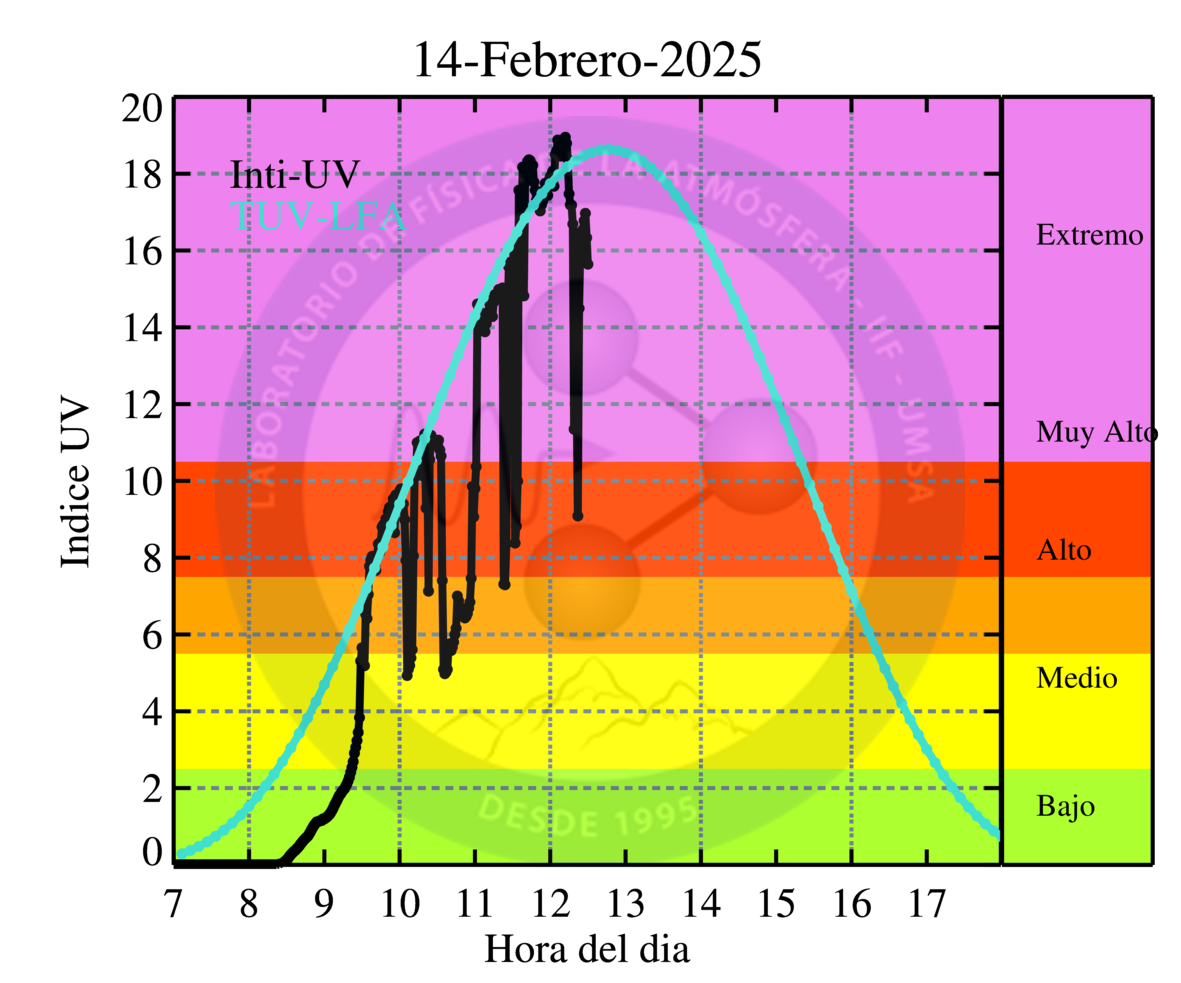 14-Febrero-2025
Indice UV
20
18
16
14
12
10
8
6
4
2
0
Inti-UV
TUV-LFA
LABORATORIO DE FÍSICA DE LA ATMÓSFERA - IIF - UMSA
DESDE 1995
Extremo
Muy Alto
Alto
Medio
Bajo
7 8 9 10 11 12 13 14 15 16 17
Hora del dia